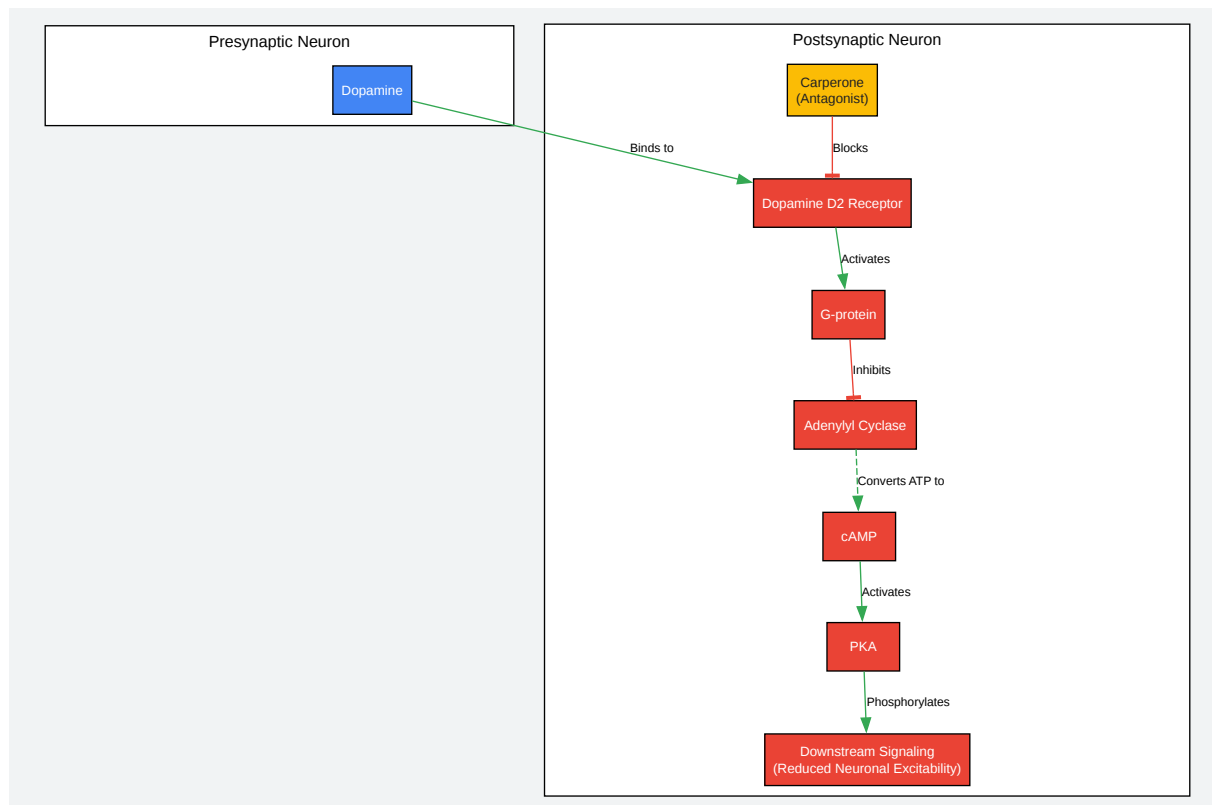 Presynaptic Neuron
Postsynaptic Neuron
Dopamine
Carperone
(Antagonist)
Binds to
Blocks
Dopamine D2 Receptor
Activates
G-protein
Inhibits
Adenylyl Cyclase
Converts ATP to
cAMP
Activates
PKA
Phosphorylates
Downstream Signaling
(Reduced Neuronal Excitability)